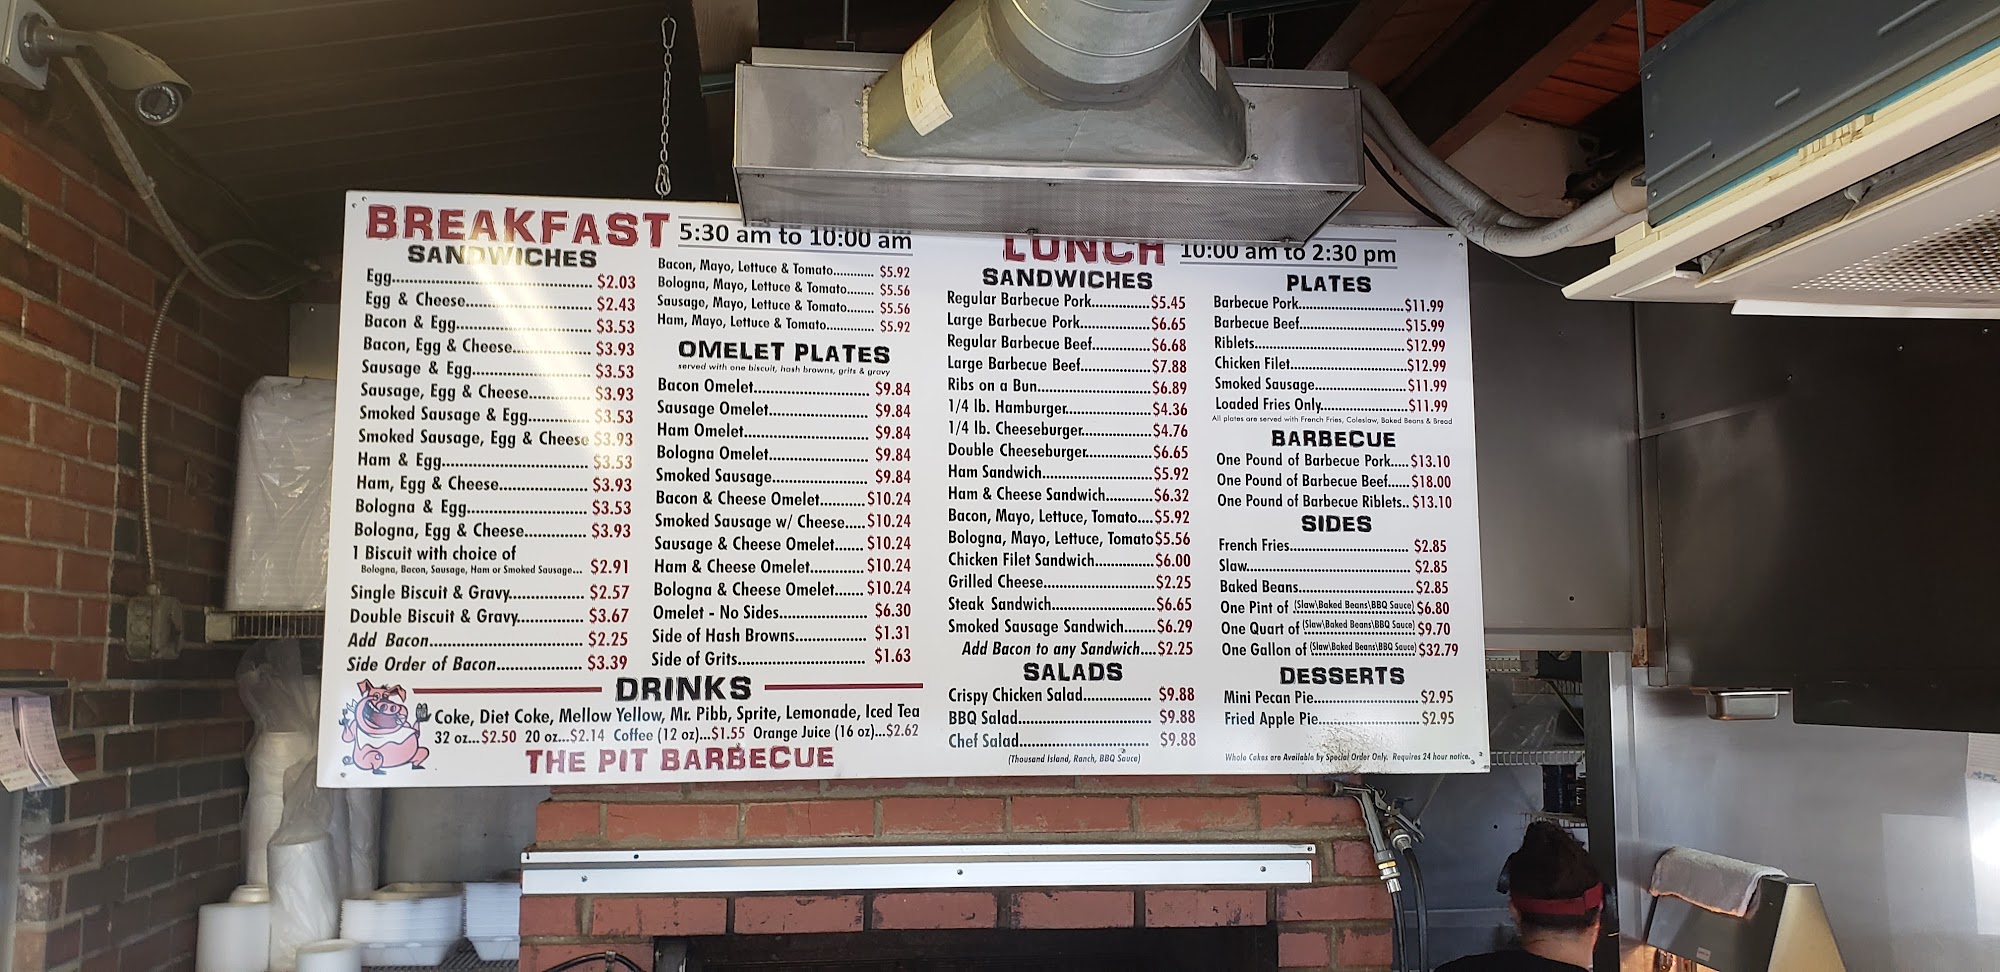 BREAKFAST 5:30 am to 10:00 am
SANDWICHES
Egg........ $2.03
Egg & Cheese........ $2.43
Bacon & Egg........ $3.53
Bacon, Egg & Cheese........ $3.93
Sausage & Egg........ $3.53
Sausage, Egg & Cheese........ $3.93
Smoked Sausage & Egg........ $3.53
Smoked Sausage, Egg & Cheese $3.93
Ham & Egg........ $3.53
Ham, Egg & Cheese........ $3.93
Bologna & Egg........ $3.53
Bologna, Egg & Cheese........ $3.93
1 Biscuit with choice of
Bologna, Bacon, Sausage, Ham or Smoked Sausage... $2.91
Single Biscuit & Gravy........ $2.57
Double Biscuit & Gravy........ $3.67
Add Bacon........ $2.25
Side Order of Bacon........ $3.39
Bacon, Mayo, Lettuce & Tomato........ $5.92
Bologna, Mayo, Lettuce & Tomato........ $5.56
Sausage, Mayo, Lettuce & Tomato........ $5.56
Ham, Mayo, Lettuce & Tomato........ $5.92
OMELET PLATES
served with one biscuit, hash browns, grits & gravy
Bacon Omelet........ $9.84
Sausage Omelet........ $9.84
Ham Omelet........ $9.84
Bologna Omelet........ $9.84
Smoked Sausage........ $9.84
Bacon & Cheese Omelet........ $10.24
Smoked Sausage w/ Cheese..... $10.24
Sausage & Cheese Omelet....... $10.24
Ham & Cheese Omelet........ $10.24
Bologna & Cheese Omelet....... $10.24
Omelet - No Sides........ $6.30
Side of Hash Browns........ $1.31
Side of Grits........ $1.63
DRINKS
Coke, Diet Coke, Mellow Yellow, Mr. Pibb, Sprite, Lemonade, Iced Tea
32 oz...$2.50 20 oz...$2.14 Coffee (12 oz)...$1.55 Orange Juice (16 oz)...$2.62
THE PIT BARBECUE
LUNCH 10:00 am to 2:30 pm
SANDWICHES
Regular Barbecue Pork........ $5.45
Large Barbecue Pork........ $6.65
Regular Barbecue Beef........ $6.68
Large Barbecue Beef........ $7.88
Ribs on a Bun........ $6.89
1/4 lb. Hamburger........ $4.36
1/4 lb. Cheeseburger........ $4.76
Double Cheeseburger........ $6.65
Ham Sandwich........ $5.92
Ham & Cheese Sandwich........ $6.32
Bacon, Mayo, Lettuce, Tomato....$5.92
Bologna, Mayo, Lettuce, Tomato $5.56
Chicken Filet Sandwich........ $6.00
Grilled Cheese........ $2.25
Steak Sandwich........ $6.65
Smoked Sausage Sandwich........ $6.29
Add Bacon to any Sandwich....$2.25
SALADS
Crispy Chicken Salad........ $9.88
BBQ Salad........ $9.88
Chef Salad........ $9.88
(Thousand Island, Ranch, BBQ Sauce)
PLATES
Barbecue Pork........ $11.99
Barbecue Beef........ $15.99
Riblets........ $12.99
Chicken Filet........ $12.99
Smoked Sausage........ $11.99
Loaded Fries Only........ $11.99
All plates are served with French Fries, Coleslaw, Baked Beans & Bread
BARBECUE
One Pound of Barbecue Pork.....$13.10
One Pound of Barbecue Beef......$18.00
One Pound of Barbecue Riblets.. $13.10
SIDES
French Fries........ $2.85
Slaw........ $2.85
Baked Beans........ $2.85
One Pint of (Slaw\Baked Beans\BBQ Sauce) $6.80
One Quart of (Slaw\Baked Beans\BBQ Sauce) $9.70
One Gallon of (Slaw\Baked Beans\BBQ Sauce) $32.79
DESSERTS
Mini Pecan Pie........ $2.95
Fried Apple Pie........ $2.95
Whole Cakes are Available by Special Order Only. Requires 24 hour notice.